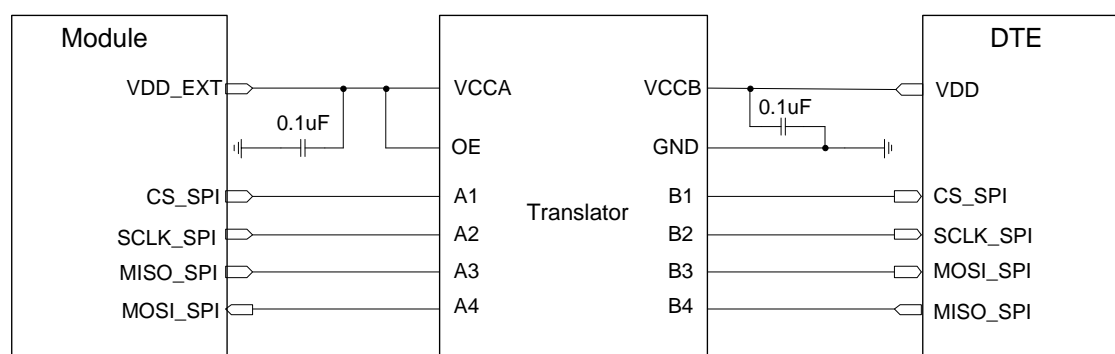 Module
DTE
VDD_EXT
VCCA
VCCB
VDD
0.1uF
0.1uF
OE
GND
CS_SPI
A1
B1
CS_SPI
Translator
SCLK_SPI
A2
B2
SCLK_SPI
MISO_SPI
A3
B3
MOSI_SPI
MOSI_SPI
A4
B4
MISO_SPI